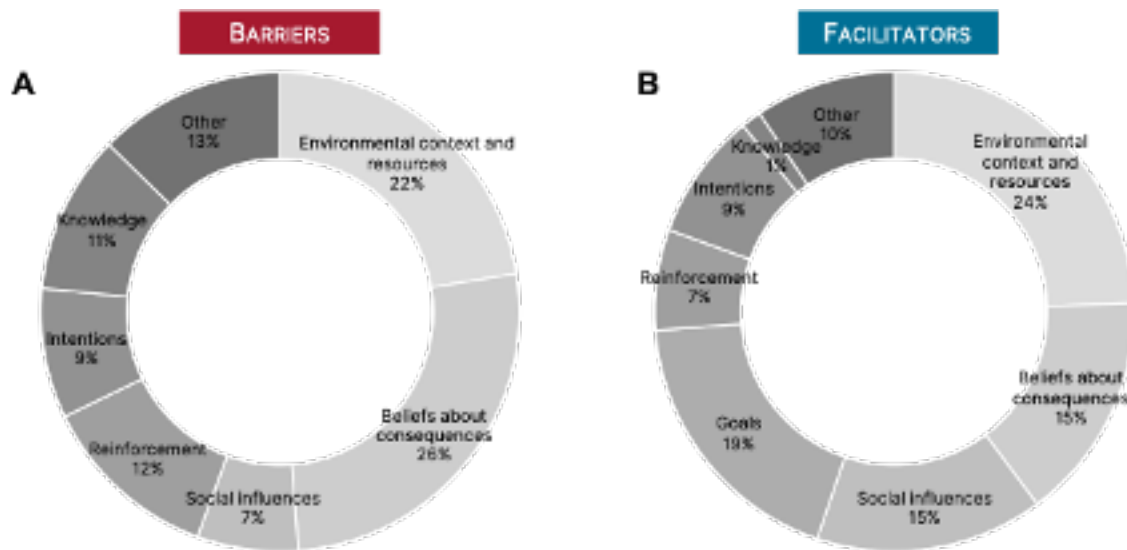 BARRIERS
FACILITATORS
A
Other
13%
Environmental context and
resources
22%
Knowledge
11%
Intentions
9%
Beliefs about
consequences
26%
Reinforcement
12%
Social influences
7%
B
Other
10%
Knowledge
1%
Environmental
context and
resources
24%
Intentions
9%
Reinforcement
7%
Beliefs about
consequences
15%
Goals
19%
Social influences
15%